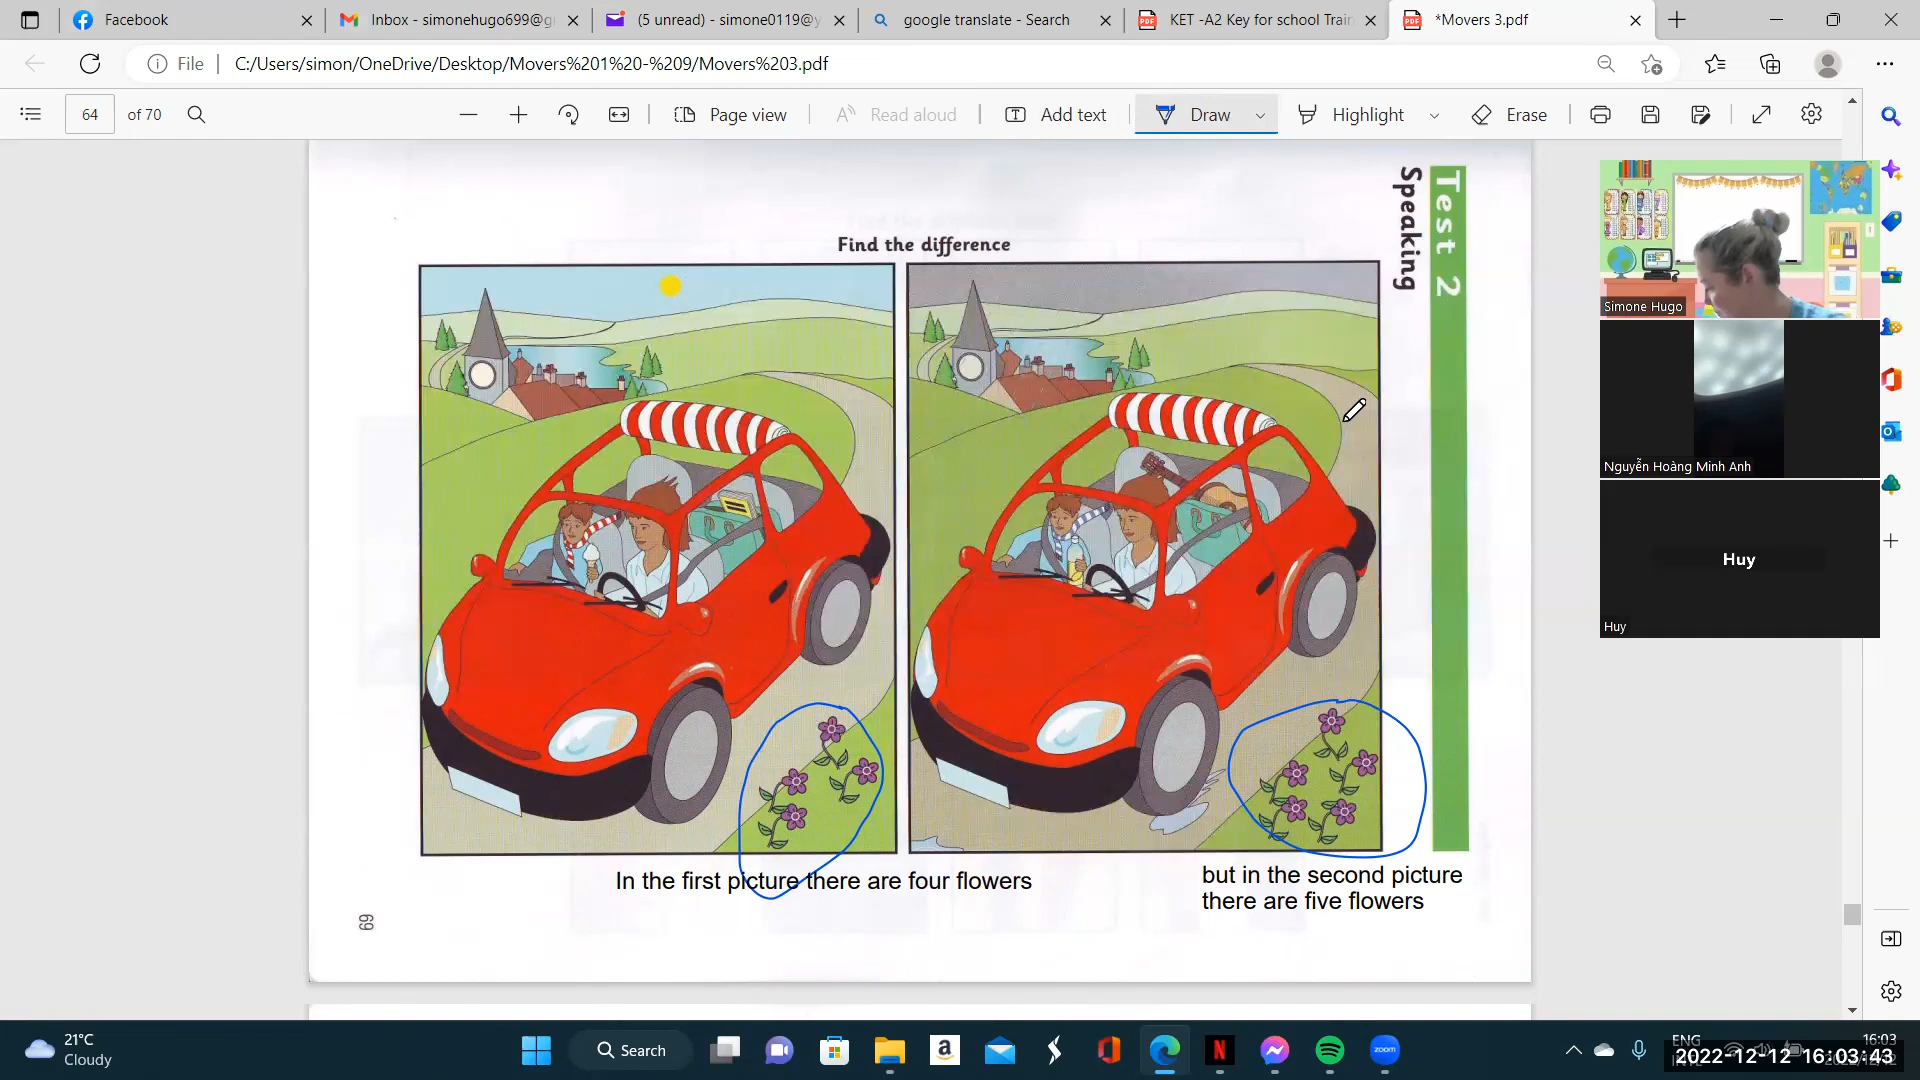 Facebook
Inbox - simonehugo699@g
(5 unread) - simone0119@y
google translate - Search
KET -A2 Key for school Train
*Movers 3.pdf
File
C:/Users/simon/OneDrive/Desktop/Movers%201%20-%209/Movers%203.pdf
64 of 70
Page view
Read aloud
Add text
Draw
Highlight
Erase
Test 2
Speaking
Find the difference
In the first picture there are four flowers
but in the second picture
there are five flowers
69
Simone Hugo
Nguyễn Hoàng Minh Anh
Huy
Huy
21°C
Cloudy
Search
a
N
zoom
ENG
16:03
2022-12-12 16:03:43